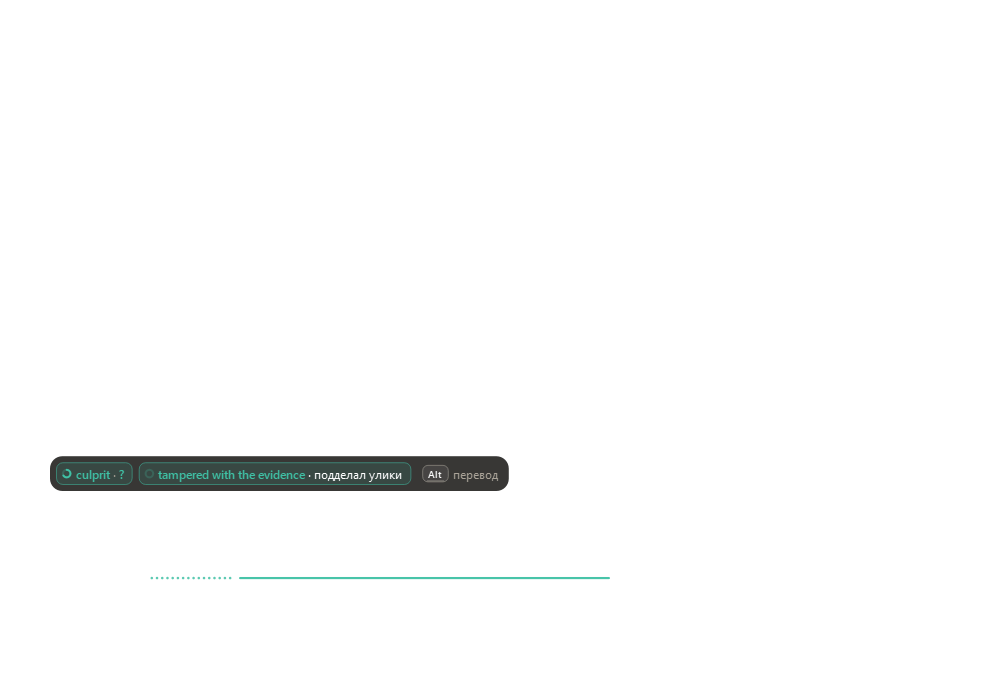 culprit · ? tampered with the evidence · подделал улики Alt перевод